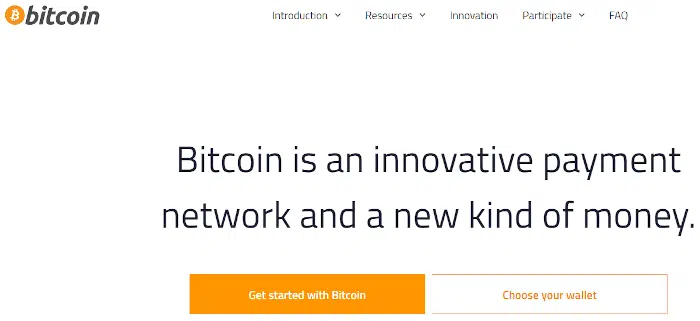 bitcoin
Introduction Resources Innovation Participate FAQ
Bitcoin is an innovative payment
network and a new kind of money.
Get started with Bitcoin Choose your wallet